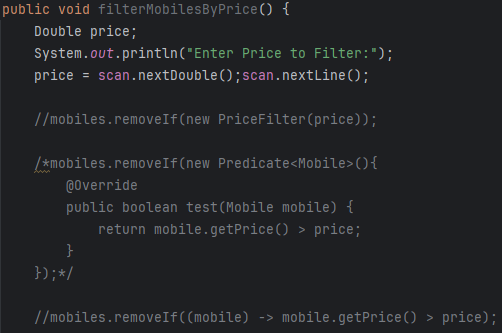 public void filterMobilesByPrice() {
    Double price;
    System.out.println("Enter Price to Filter:");
    price = scan.nextDouble();scan.nextLine();
    //mobiles.removeIf(new PriceFilter(price));
    /*mobiles.removeIf(new Predicate<Mobile>(){
        @Override
        public boolean test(Mobile mobile) {
            return mobile.getPrice() > price;
        }
    });*/
    //mobiles.removeIf((mobile) -> mobile.getPrice() > price);